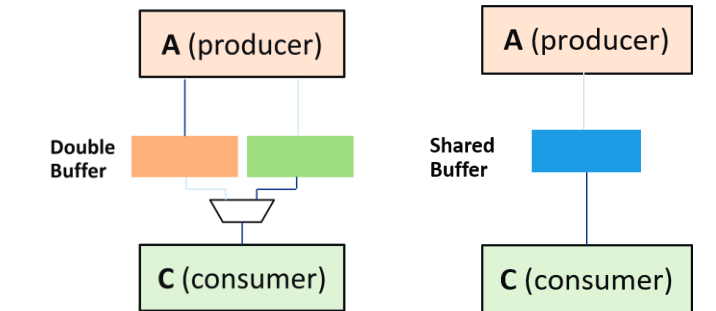 A (producer)
Double
Buffer
C (consumer)
A (producer)
Shared
Buffer
C (consumer)